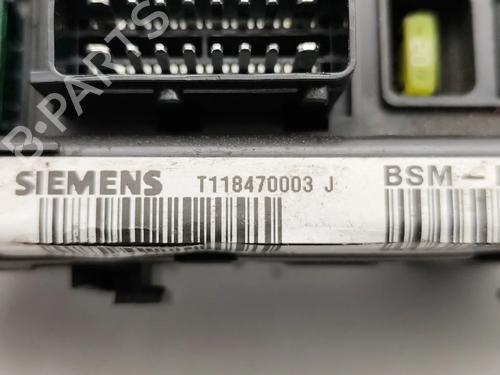 B-PARTS
SIEMENS T118470003 J BSM-